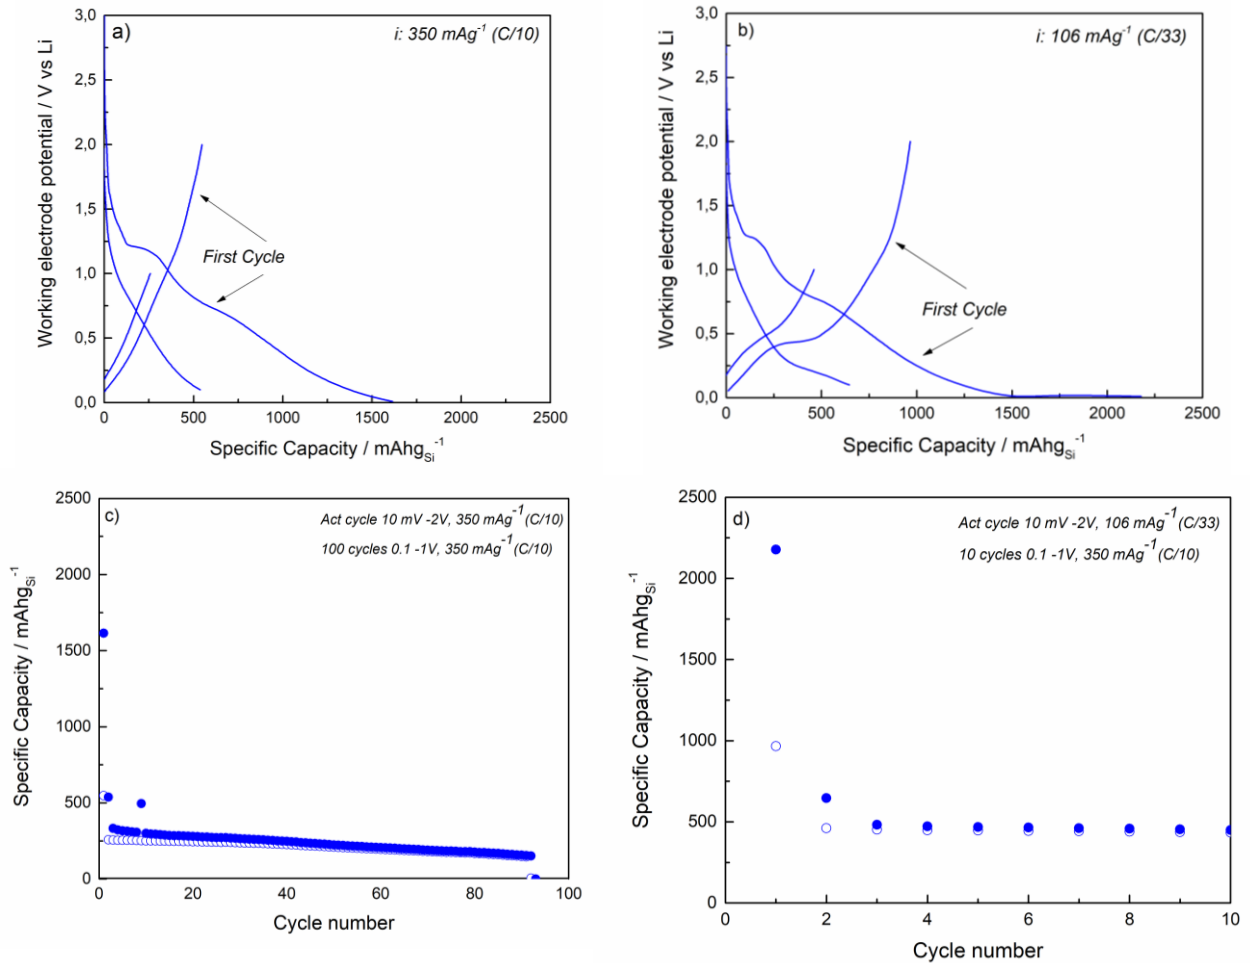 a)
i: 350 mAg-1 (C/10)
3,0
2,5
2,0
1,5
1,0
0,5
0,0
Working electrode potential / V vs Li
First Cycle
0
500
1000
1500
2000
2500
Specific Capacity / mAhgSi-1
b)
i: 106 mAg-1 (C/33)
3,0
2,5
2,0
1,5
1,0
0,5
0,0
Working electrode potential / V vs Li
First Cycle
0
500
1000
1500
2000
2500
Specific Capacity / mAhgSi-1
c)
Act cycle 10 mV -2V, 350 mAg-1 (C/10)
100 cycles 0.1 -1V, 350 mAg-1 (C/10)
2500
2000
1500
1000
500
0
Specific Capacity / mAhgSi-1
0
20
40
60
80
100
Cycle number
d)
Act cycle 10 mV -2V, 106 mAg-1 (C/33)
10 cycles 0.1 -1V, 350 mAg-1 (C/10)
2500
2000
1500
1000
500
0
Specific Capacity / mAhgSi-1
0
2
4
6
8
10
Cycle number